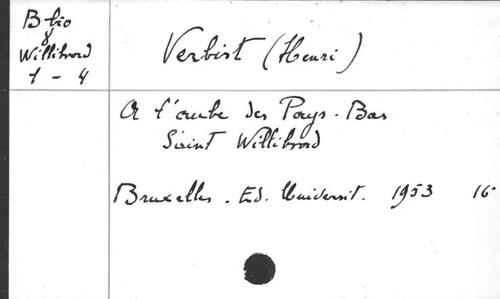 B bio
8
Willibrord
1 - 4
Verbist (Henri)
A l'aube des Pays-Bas
Saint Willibrord
Bruxelles. Ed. Universit. 1953 16°